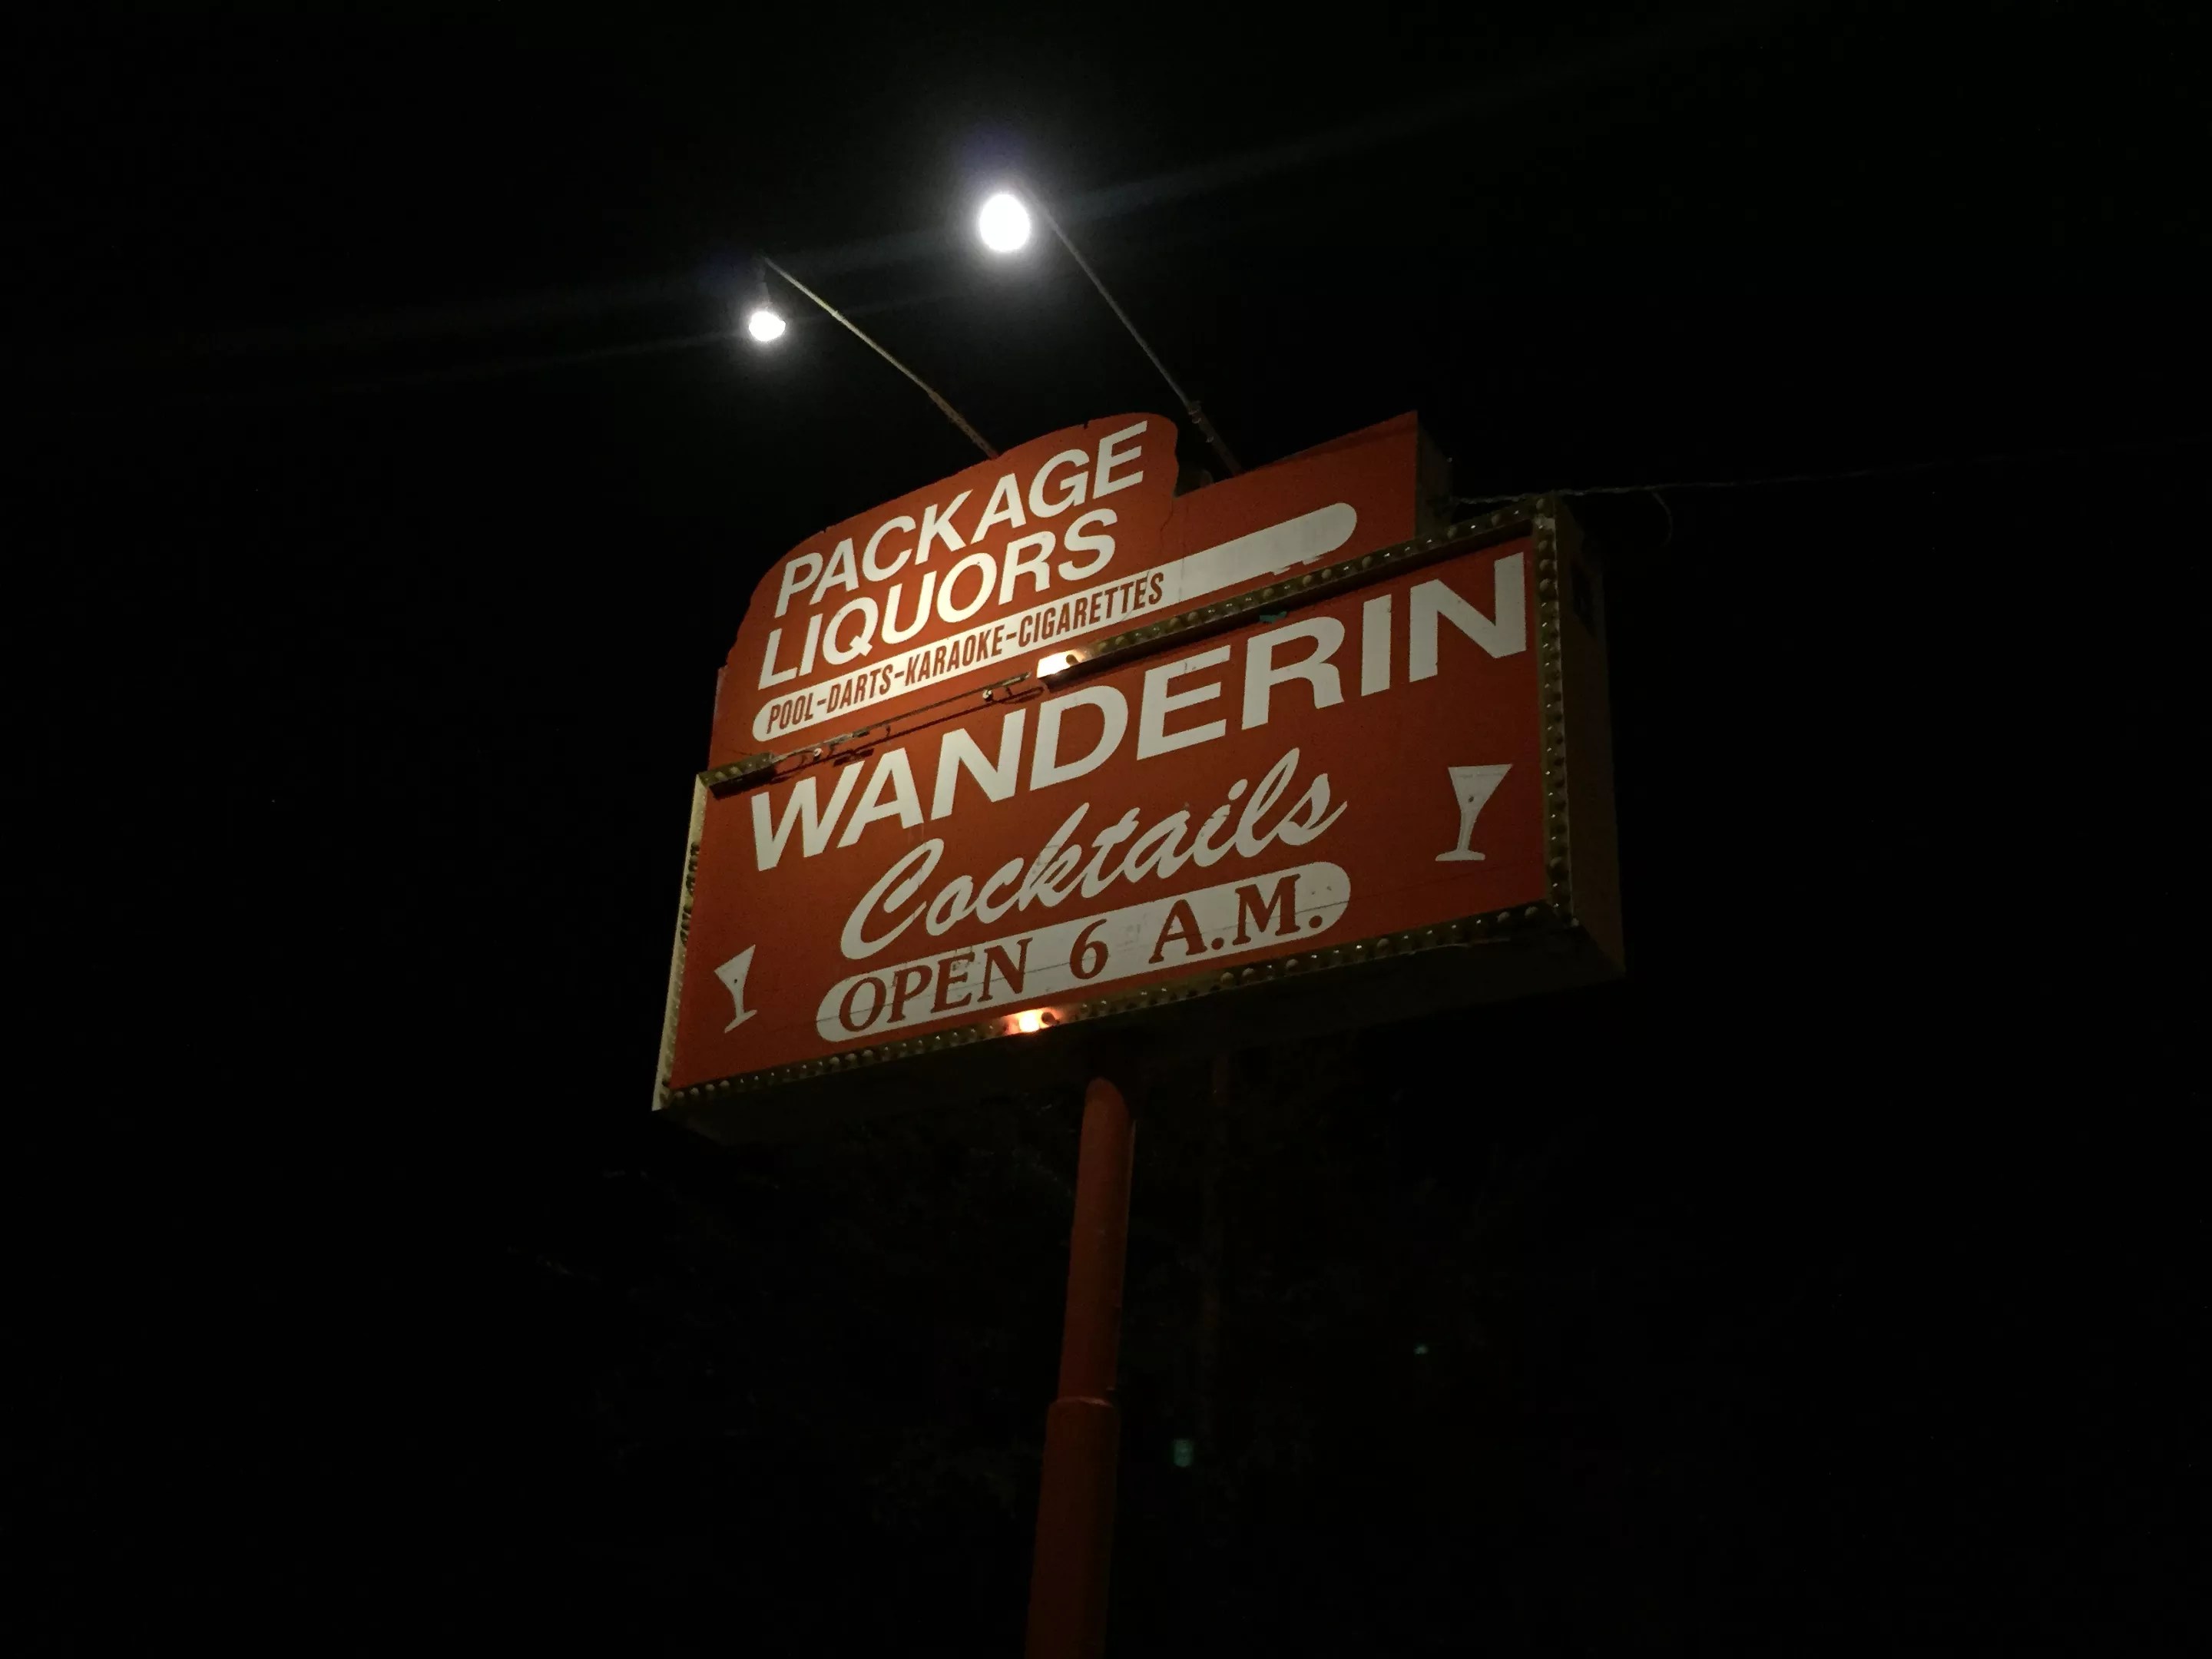 PACKAGE
LIQUORS
POOL-DARTS-KARAOKE-CIGARETTES
WANDERIN
Cocktails
OPEN 6 A.M.